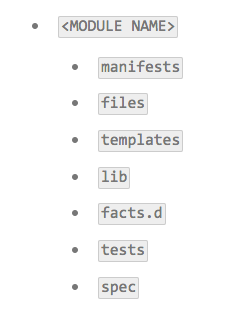 <MODULE NAME>
manifests
files
templates
lib
facts.d
tests
spec